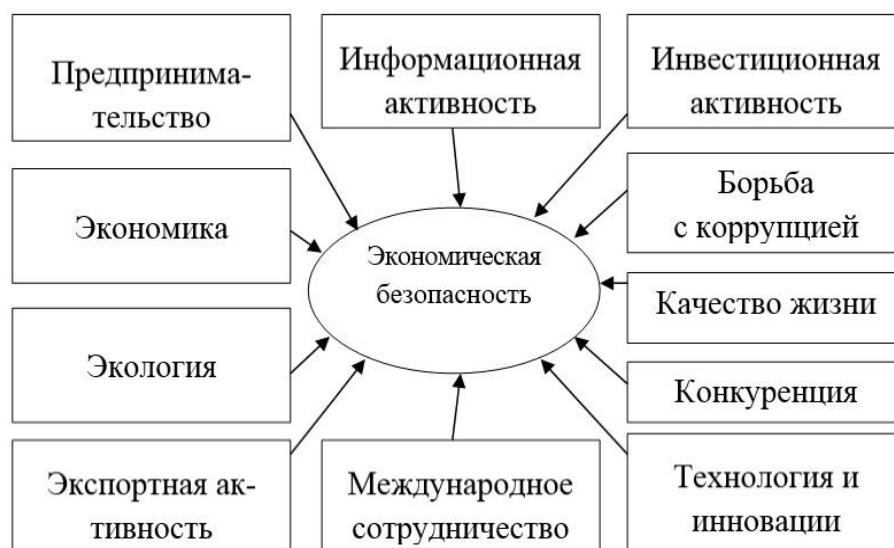 Предпринима-
тельство
Информационная
активность
Инвестиционная
активность
Экономика
Экономическая
безопасность
Борьба
с коррупцией
Качество жизни
Экология
Конкуренция
Экспортная ак-
тивность
Международное
сотрудничество
Технология и
инновации